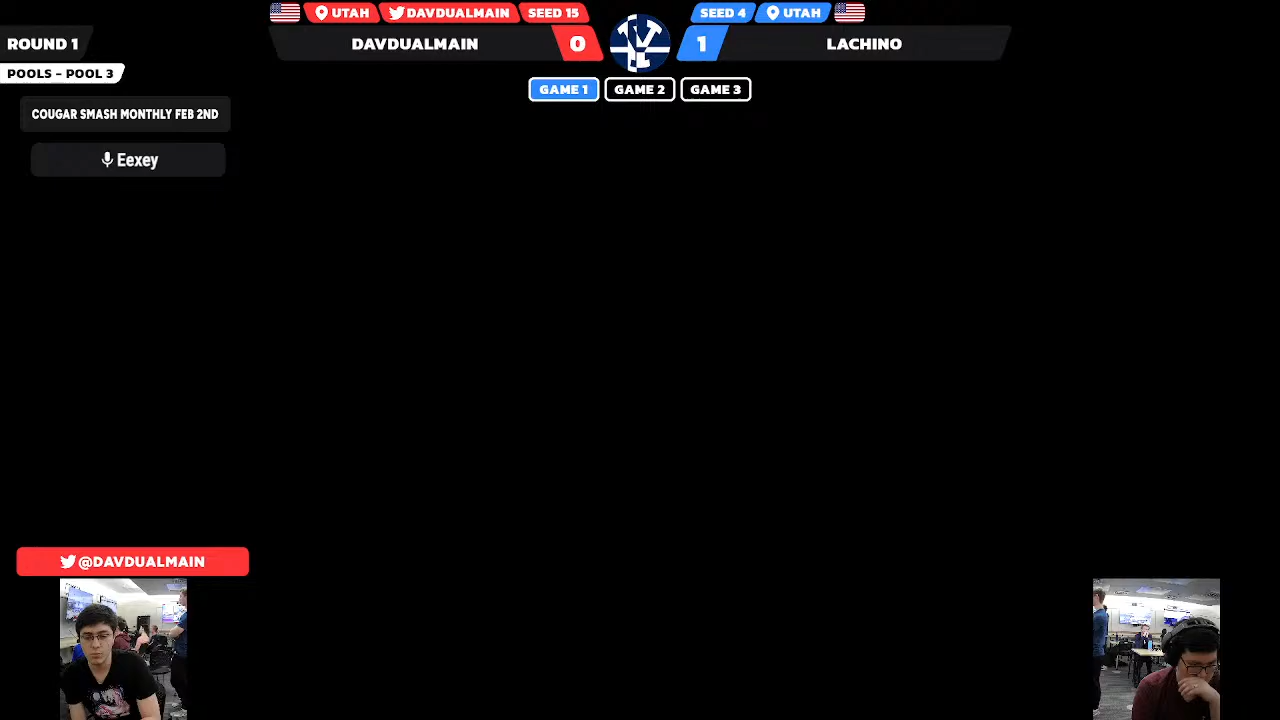 UTAH DAVDUALMAIN SEED 15
SEED 4 UTAH
ROUND 1
DAVDUALMAIN 0
1 LACHINO
POOLS - POOL 3
GAME 1 GAME 2 GAME 3
COUGAR SMASH MONTHLY FEB 2ND
Eexey
@DAVDUALMAIN